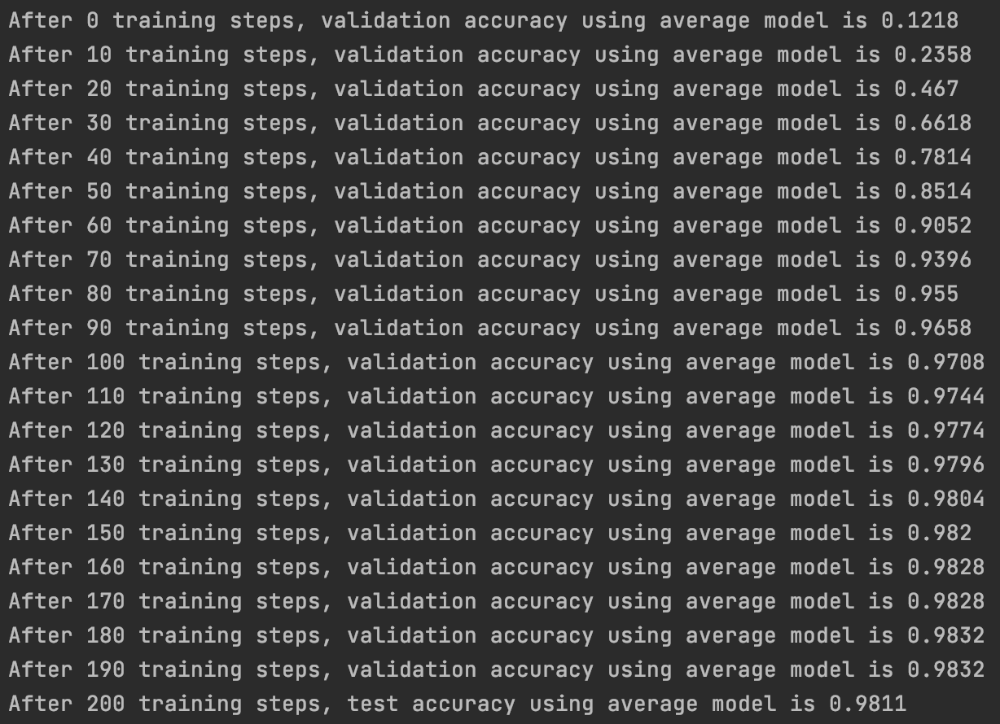 After 0 training steps, validation accuracy using average model is 0.1218
After 10 training steps, validation accuracy using average model is 0.2358
After 20 training steps, validation accuracy using average model is 0.467
After 30 training steps, validation accuracy using average model is 0.6618
After 40 training steps, validation accuracy using average model is 0.7814
After 50 training steps, validation accuracy using average model is 0.8514
After 60 training steps, validation accuracy using average model is 0.9052
After 70 training steps, validation accuracy using average model is 0.9396
After 80 training steps, validation accuracy using average model is 0.955
After 90 training steps, validation accuracy using average model is 0.9658
After 100 training steps, validation accuracy using average model is 0.9708
After 110 training steps, validation accuracy using average model is 0.9744
After 120 training steps, validation accuracy using average model is 0.9774
After 130 training steps, validation accuracy using average model is 0.9796
After 140 training steps, validation accuracy using average model is 0.9804
After 150 training steps, validation accuracy using average model is 0.982
After 160 training steps, validation accuracy using average model is 0.9828
After 170 training steps, validation accuracy using average model is 0.9828
After 180 training steps, validation accuracy using average model is 0.9832
After 190 training steps, validation accuracy using average model is 0.9832
After 200 training steps, test accuracy using average model is 0.9811